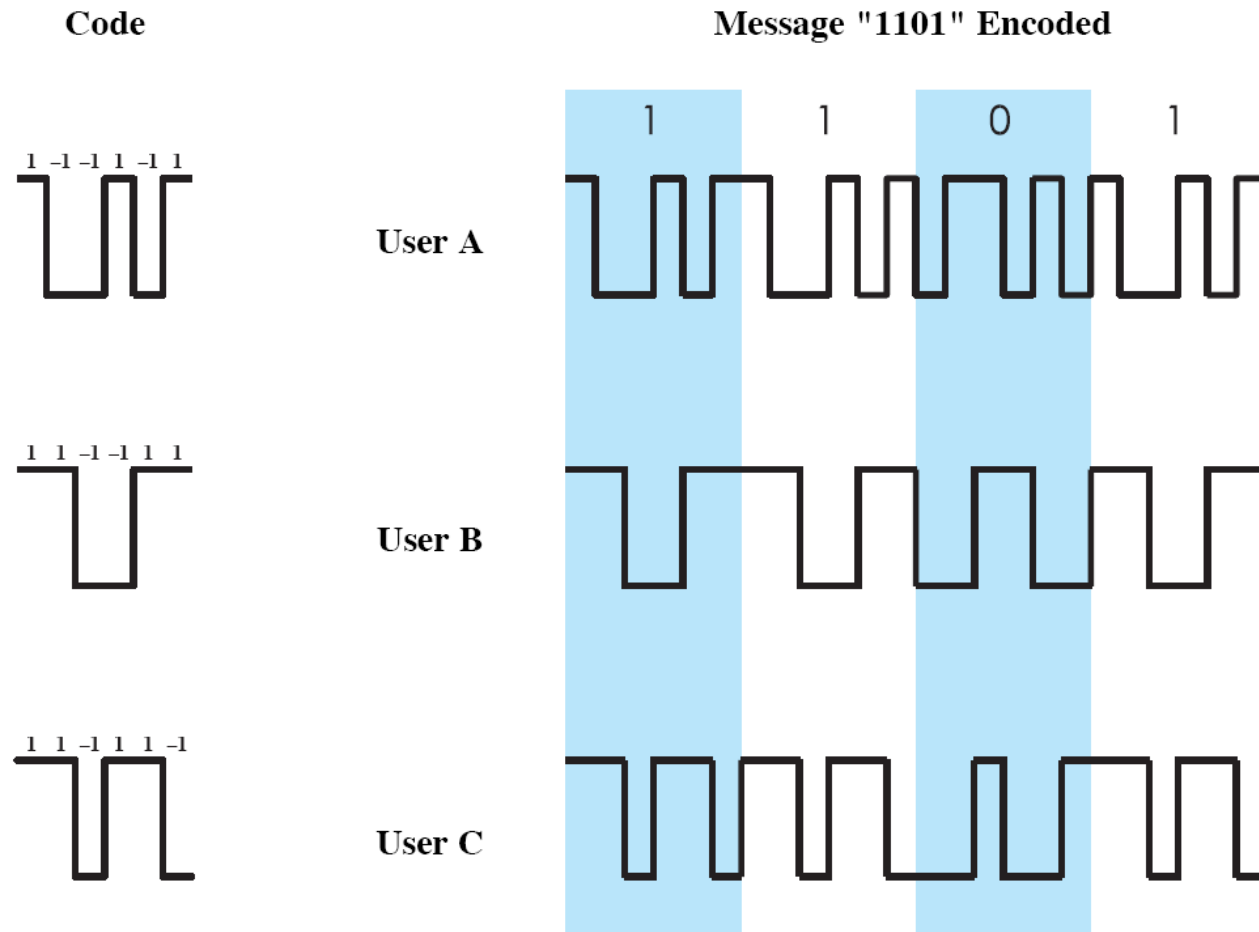 Code
Message "1101" Encoded
1 1 0 1
1 –1 –1 1 –1 1
User A
1 1 –1 –1 1 1
User B
1 1 –1 1 1 –1
User C